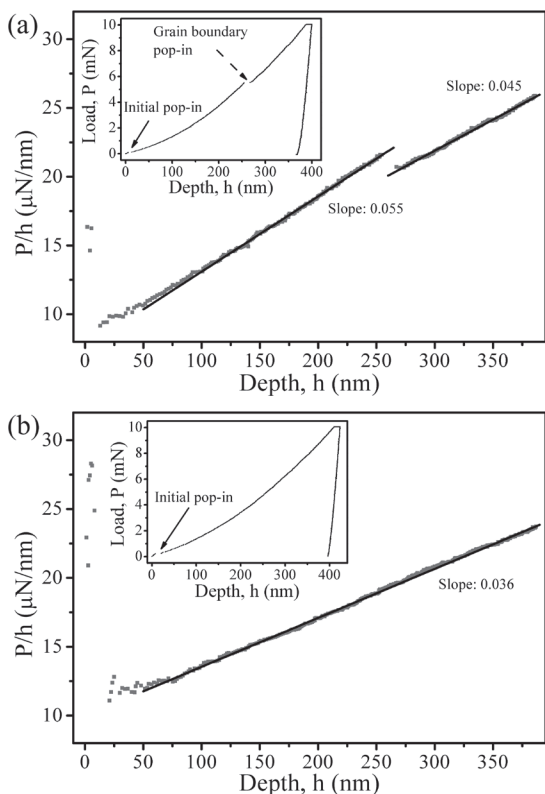 (a)
30
25
20
15
10
P/h (μN/nm)
0 50 100 150 200 250 300 350
Depth, h (nm)
10
8
6
4
2
0
Load, P (mN)
0 100 200 300 400
Depth, h (nm)
Grain boundary
pop-in
Initial pop-in
Slope: 0.045
Slope: 0.055
(b)
30
25
20
15
10
P/h (μN/nm)
0 50 100 150 200 250 300 350
Depth, h (nm)
10
8
6
4
2
0
Load, P (mN)
0 100 200 300 400
Depth, h (nm)
Initial pop-in
Slope: 0.036